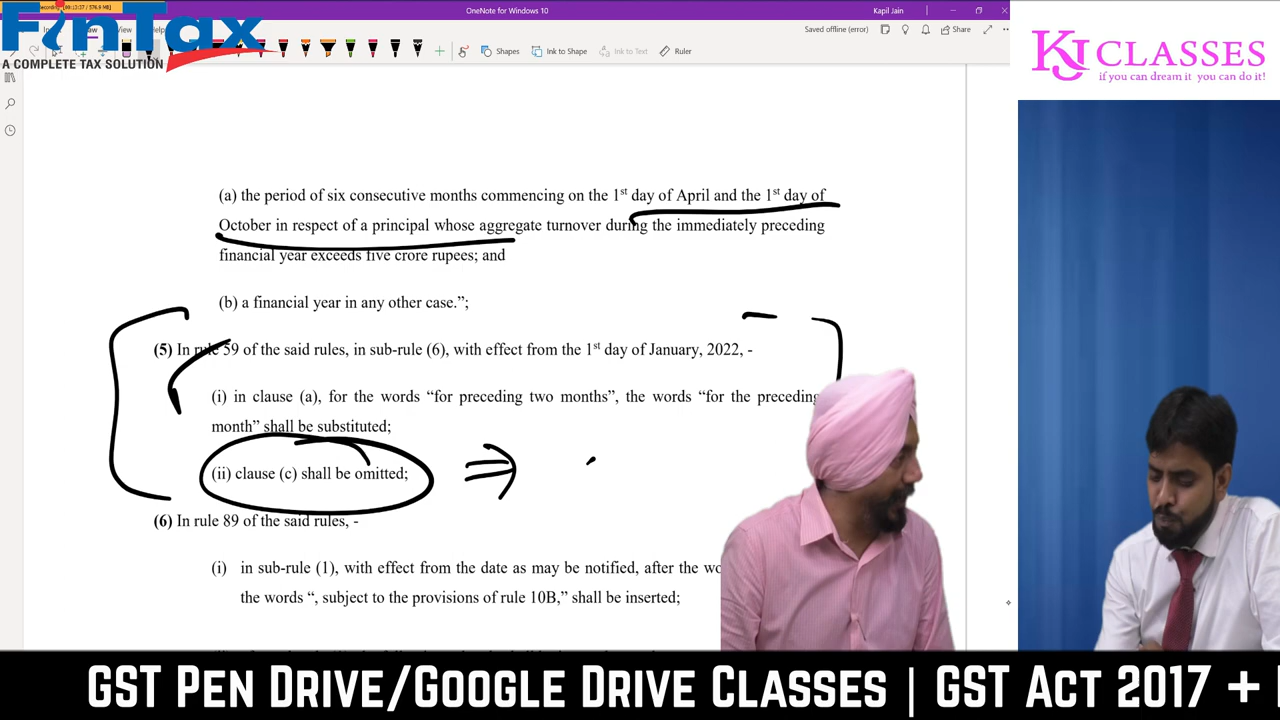 OneNote for Windows 10
Kapil Jain
FinTax
A COMPLETE TAX SOLUTION
View
Shapes
Ink to Shape
Ink to Text
Ruler
Saved offline (error)
Share
KJ CLASSES
if you can dream it you can do it!
(a) the period of six consecutive months commencing on the 1st day of April and the 1st day of
October in respect of a principal whose aggregate turnover during the immediately preceding
financial year exceeds five crore rupees; and
(b) a financial year in any other case.”;
(5) In rule 59 of the said rules, in sub-rule (6), with effect from the 1st day of January, 2022, -
(i) in clause (a), for the words “for preceding two months”, the words “for the preceding
month” shall be substituted;
(ii) clause (c) shall be omitted;
(6) In rule 89 of the said rules, -
(i) in sub-rule (1), with effect from the date as may be notified, after the
the words “, subject to the provisions of rule 10B,” shall be inserted;
GST Pen Drive/Google Drive Classes | GST Act 2017 +